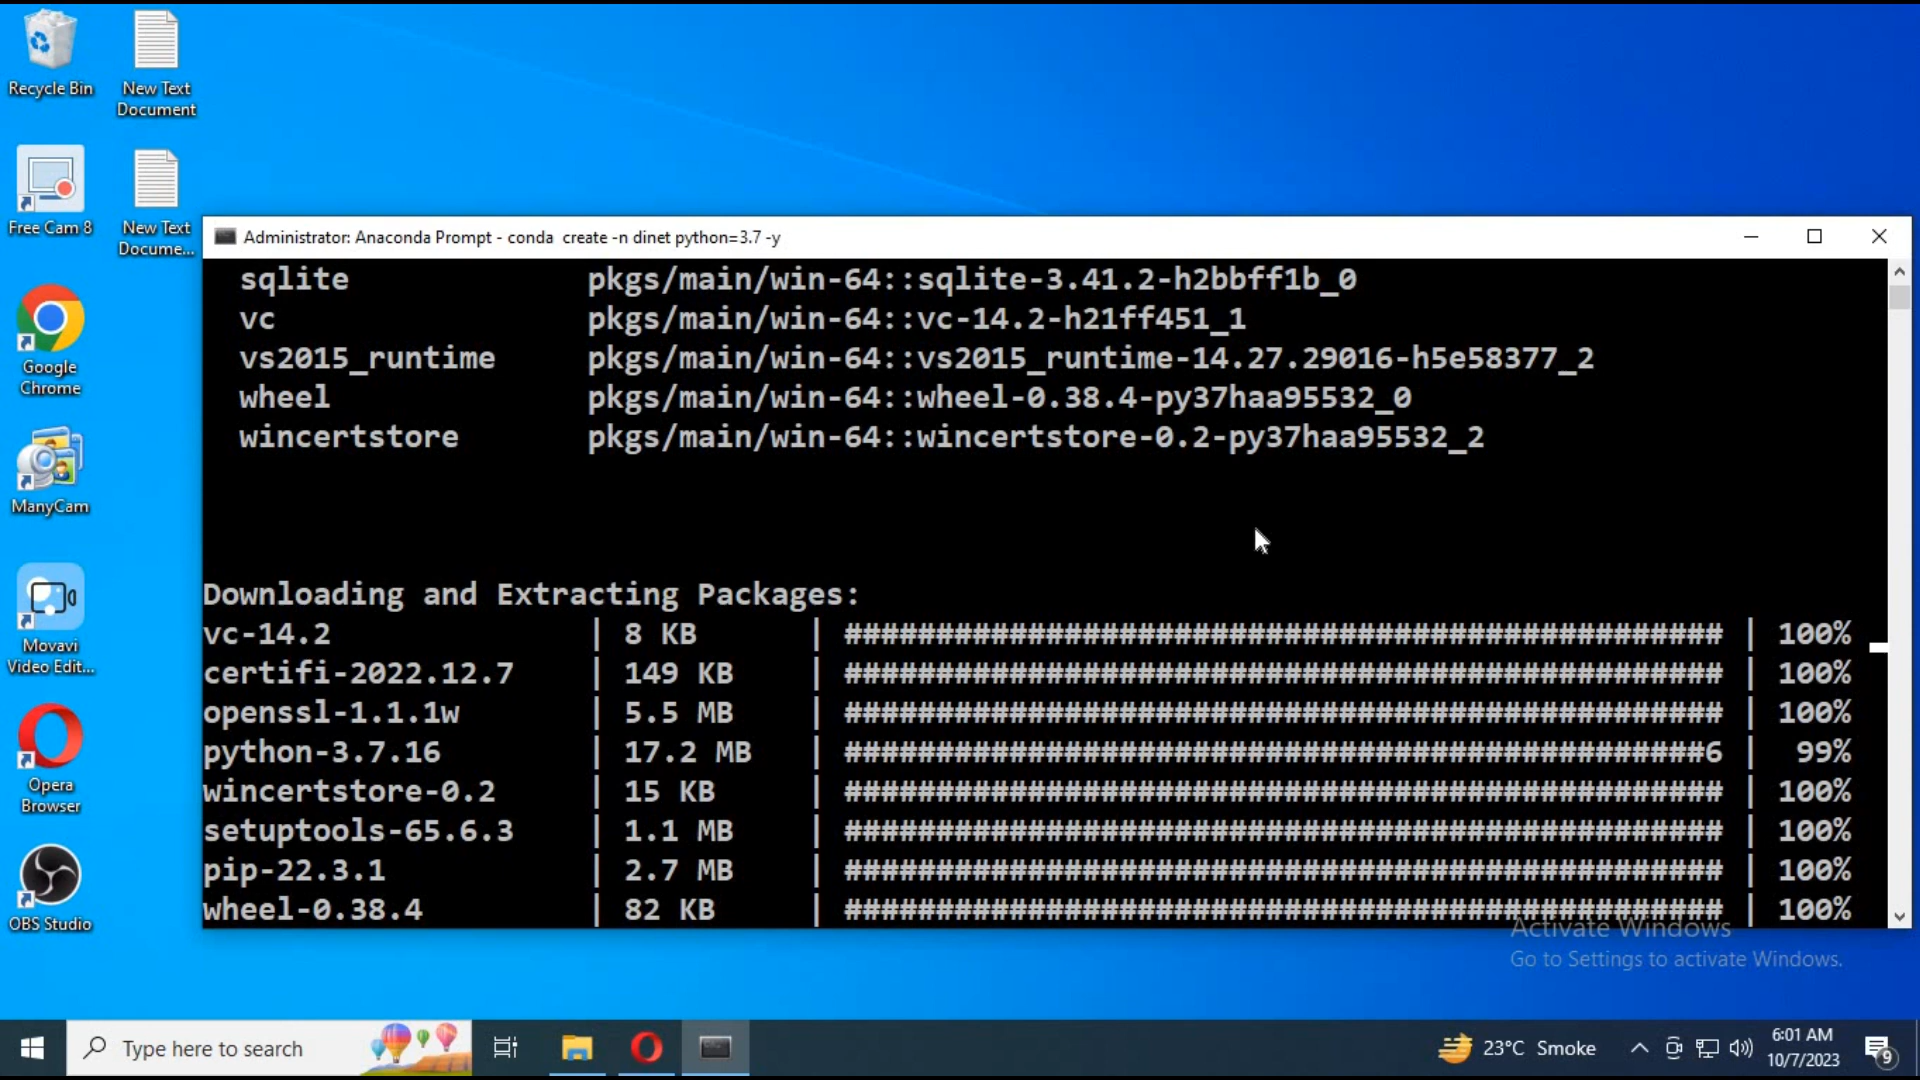 Recycle Bin
New Text
Document
Free Cam 8
New Text
Docume...
Google
Chrome
ManyCam
Movavi
Video Edit...
Opera
Browser
OBS Studio
Administrator: Anaconda Prompt - conda  create -n dinet python=3.7 -y
sqlite pkgs/main/win-64::sqlite-3.41.2-h2bbff1b_0
vc pkgs/main/win-64::vc-14.2-h21ff451_1
vs2015_runtime pkgs/main/win-64::vs2015_runtime-14.27.29016-h5e58377_2
wheel pkgs/main/win-64::wheel-0.38.4-py37haa95532_0
wincertstore pkgs/main/win-64::wincertstore-0.2-py37haa95532_2
Downloading and Extracting Packages:
vc-14.2 | 8 KB | ################################################ | 100%
certifi-2022.12.7 | 149 KB | ################################################ | 100%
openssl-1.1.1w | 5.5 MB | ################################################ | 100%
python-3.7.16 | 17.2 MB | ###############################################6 | 99%
wincertstore-0.2 | 15 KB | ################################################ | 100%
setuptools-65.6.3 | 1.1 MB | ################################################ | 100%
pip-22.3.1 | 2.7 MB | ################################################ | 100%
wheel-0.38.4 | 82 KB | ################################################ | 100%
Activate Windows
Go to Settings to activate Windows.
Type here to search
23°C Smoke
6:01 AM
10/7/2023
9